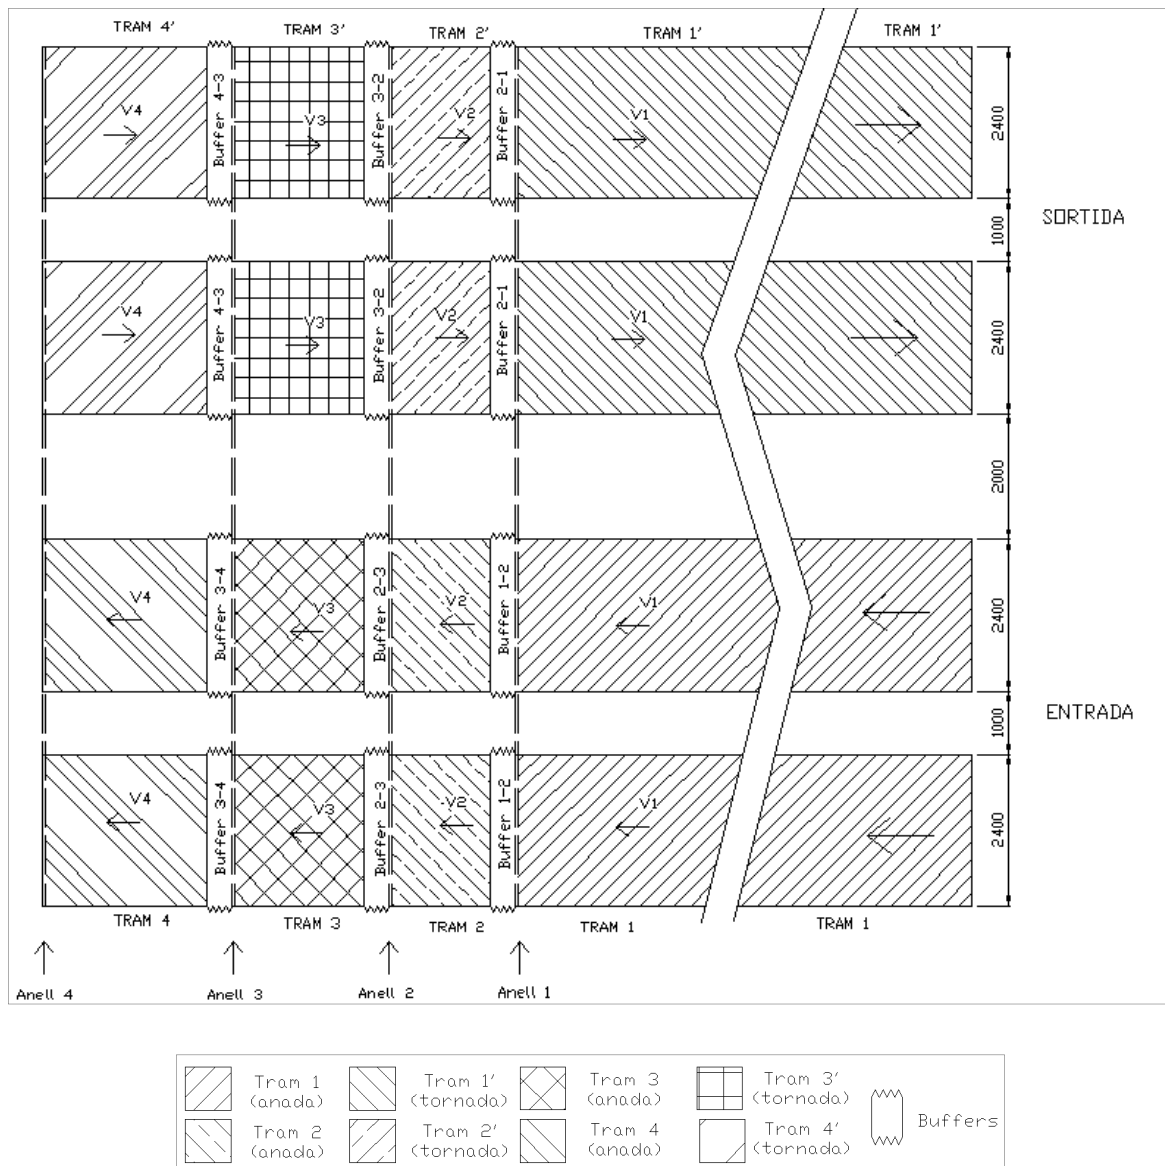 TRAM 4' TRAM 3' TRAM 2' TRAM 1' TRAM 1'
V4 Buffer 4-3 V3 Buffer 3-2 V2 Buffer 2-1 V1 2400
1000 SORTIDA
V4 Buffer 4-3 V3 Buffer 3-2 V2 Buffer 2-1 V1 2400
2000
V4 Buffer 3-4 V3 Buffer 2-3 V2 Buffer 1-2 V1 2400
1000 ENTRADA
V4 Buffer 3-4 V3 Buffer 2-3 V2 Buffer 1-2 V1 2400
TRAM 4 TRAM 3 TRAM 2 TRAM 1 TRAM 1
Anell 4 Anell 3 Anell 2 Anell 1
Tram 1 Tram 1' Tram 3 Tram 3'
(anada) (tornada) (anada) (tornada)
Buffers
Tram 2 Tram 2' Tram 4 Tram 4'
(anada) (tornada) (anada) (tornada)